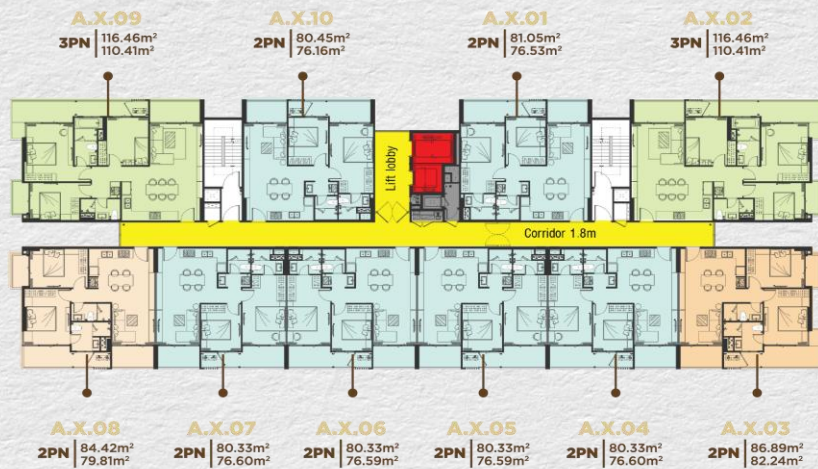 A.X.09
3PN 116.46m²
110.41m²
A.X.10
2PN 80.45m²
76.16m²
A.X.01
2PN 81.05m²
76.53m²
A.X.02
3PN 116.46m²
110.41m²
Lift lobby
Corridor 1.8m
A.X.08
2PN 84.42m²
79.81m²
A.X.07
2PN 80.33m²
76.60m²
A.X.06
2PN 80.33m²
76.59m²
A.X.05
2PN 80.33m²
76.59m²
A.X.04
2PN 80.33m²
76.60m²
A.X.03
2PN 86.89m²
82.24m²